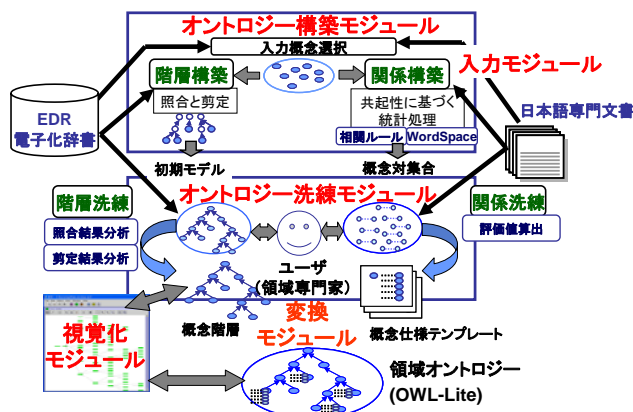 オントロジー構築モジュール
入力概念選択
階層構築
関係構築
入力モジュール
照合と剪定
共起性に基づく
統計処理
相関ルール
WordSpace
EDR
電子化辞書
日本語専門文書
初期モデル
概念対集合
オントロジー洗練モジュール
階層洗練
関係洗練
照合結果分析
剪定結果分析
評価値算出
ユーザ
(領域専門家)
概念階層
概念仕様テンプレート
変換
モジュール
視覚化
モジュール
領域オントロジー
(OWL-Lite)